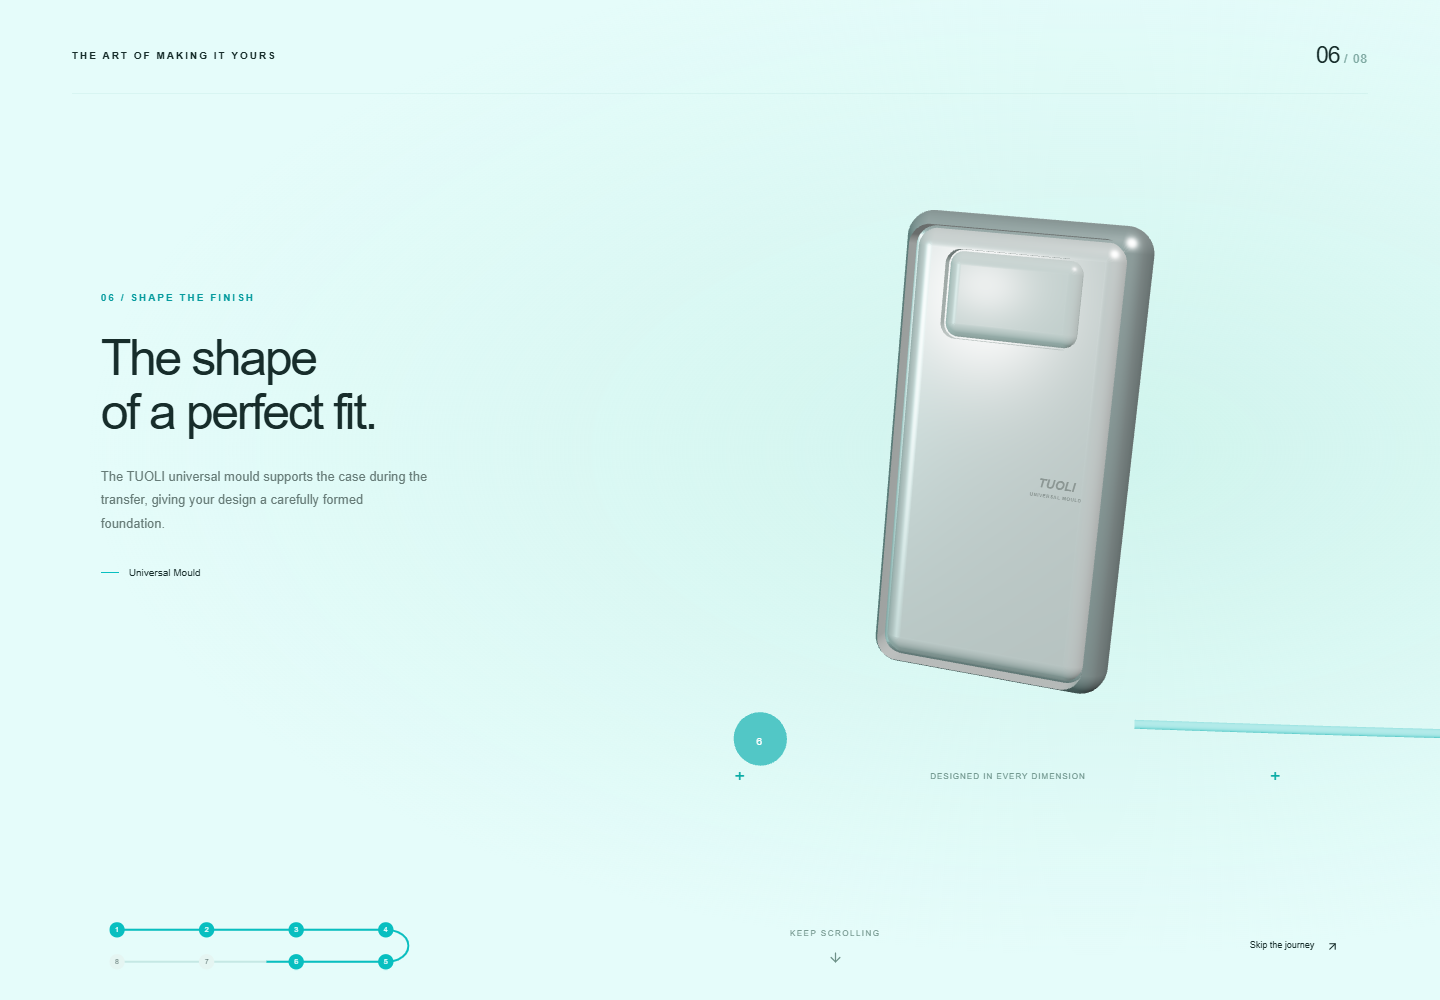 THE ART OF MAKING IT YOURS
06 / 08
06 / SHAPE THE FINISH
The shape
of a perfect fit.
The TUOLI universal mould supports the case during the
transfer, giving your design a carefully formed
foundation.
Universal Mould
TUOLI
UNIVERSAL MOULD
6
DESIGNED IN EVERY DIMENSION
1 2 3 4
8 7 6 5
KEEP SCROLLING
Skip the journey